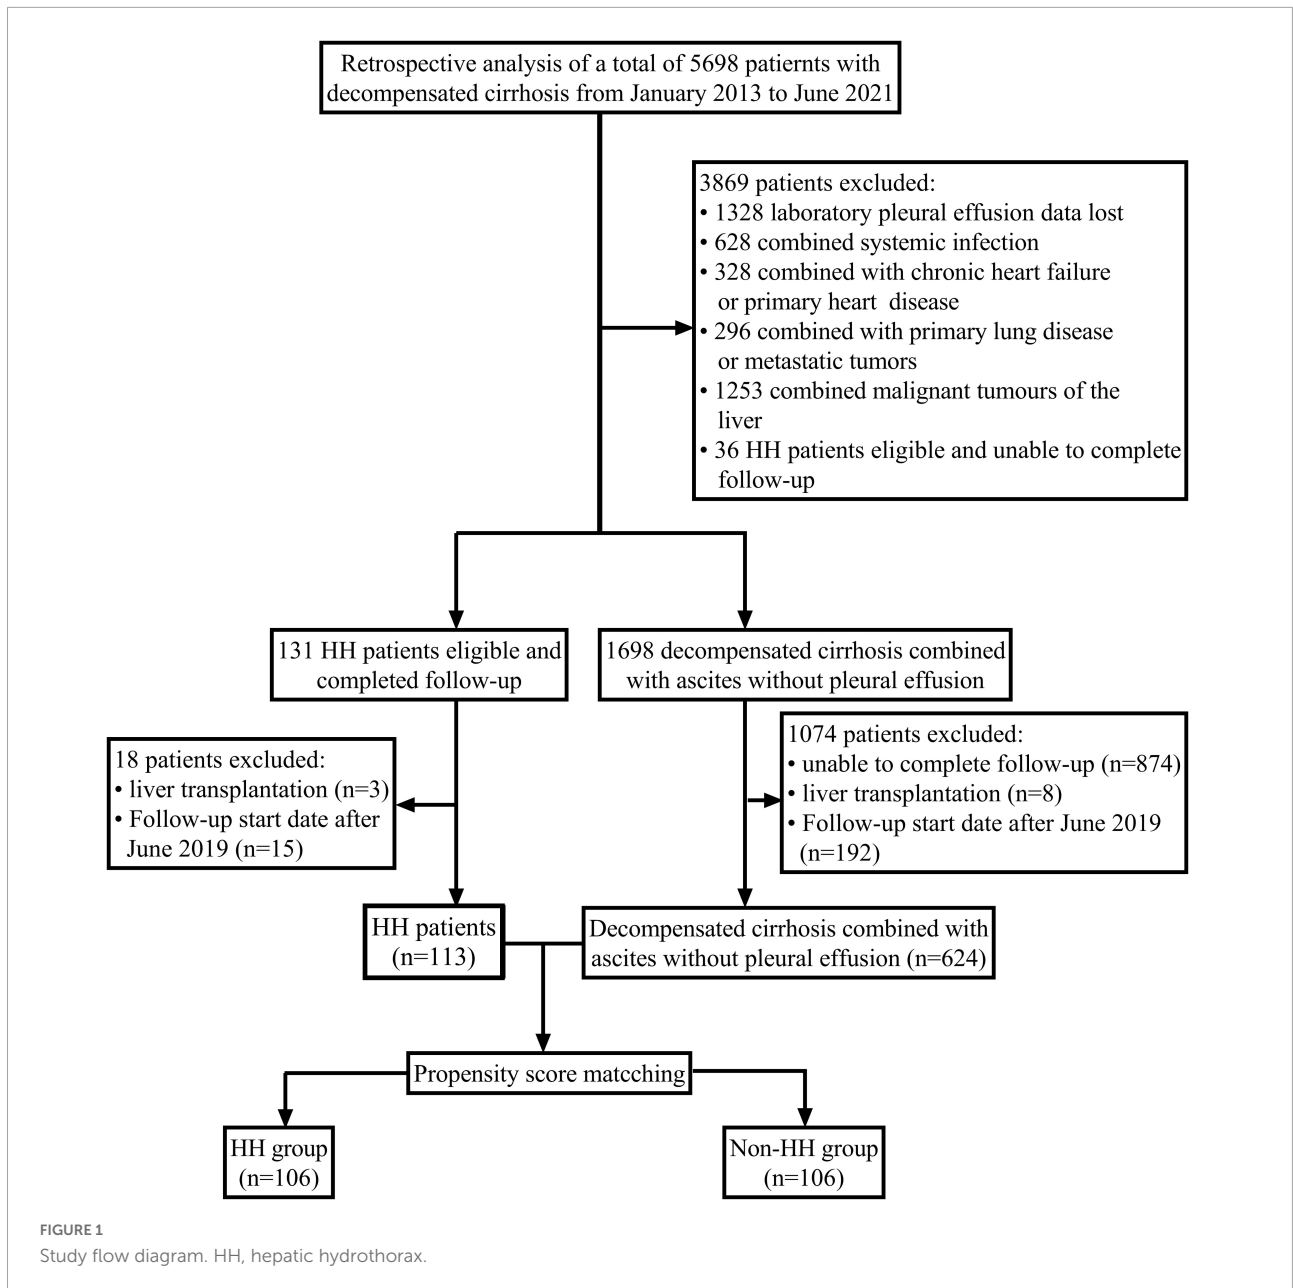 Retrospective analysis of a total of 5698 patiernts with
decompensated cirrhosis from January 2013 to June 2021
3869 patients excluded:
• 1328 laboratory pleural effusion data lost
• 628 combined systemic infection
• 328 combined with chronic heart failure
or primary heart disease
• 296 combined with primary lung disease
or metastatic tumors
• 1253 combined malignant tumours of the
liver
• 36 HH patients eligible and unable to complete
follow-up
131 HH patients eligible and
completed follow-up
1698 decompensated cirrhosis combined
with ascites without pleural effusion
18 patients excluded:
• liver transplantation (n=3)
• Follow-up start date after
June 2019 (n=15)
1074 patients excluded:
• unable to complete follow-up (n=874)
• liver transplantation (n=8)
• Follow-up start date after June 2019
(n=192)
HH patients
(n=113)
Decompensated cirrhosis combined with
ascites without pleural effusion (n=624)
Propensity score matcching
HH group
(n=106)
Non-HH group
(n=106)
FIGURE 1
Study flow diagram. HH, hepatic hydrothorax.